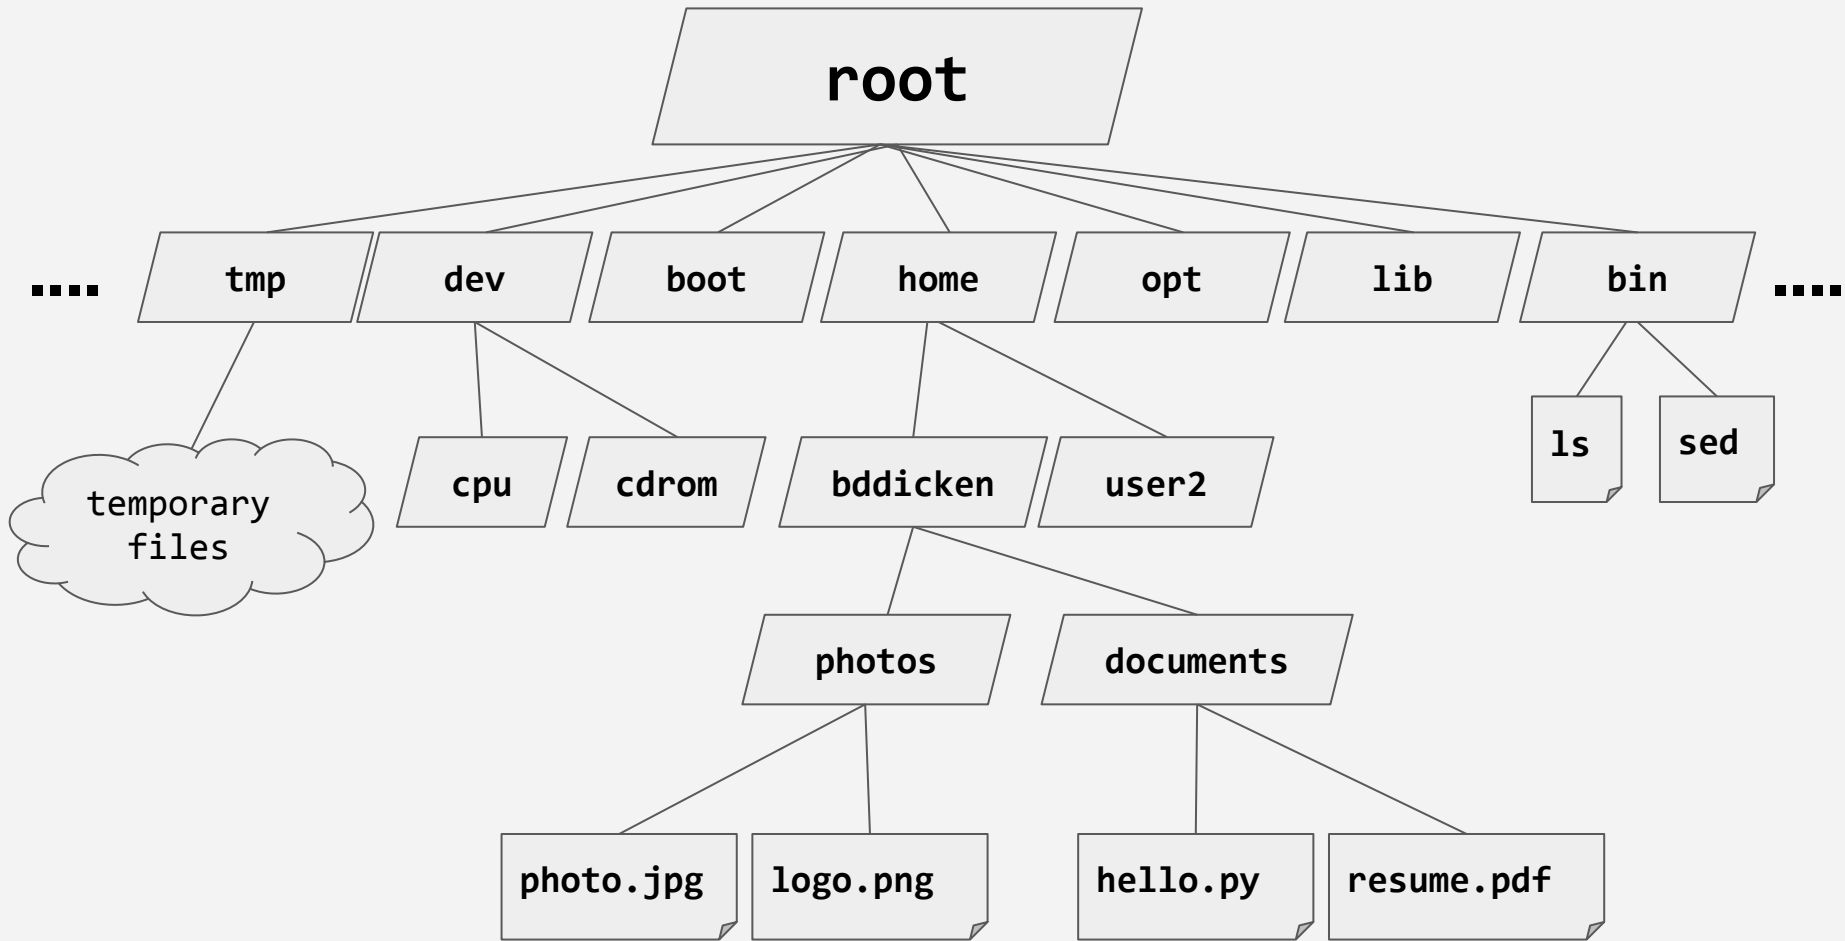 root
....
tmp
dev
boot
home
opt
lib
bin
....
temporary
files
cpu
cdrom
bddicken
user2
ls
sed
photos
documents
photo.jpg
logo.png
hello.py
resume.pdf